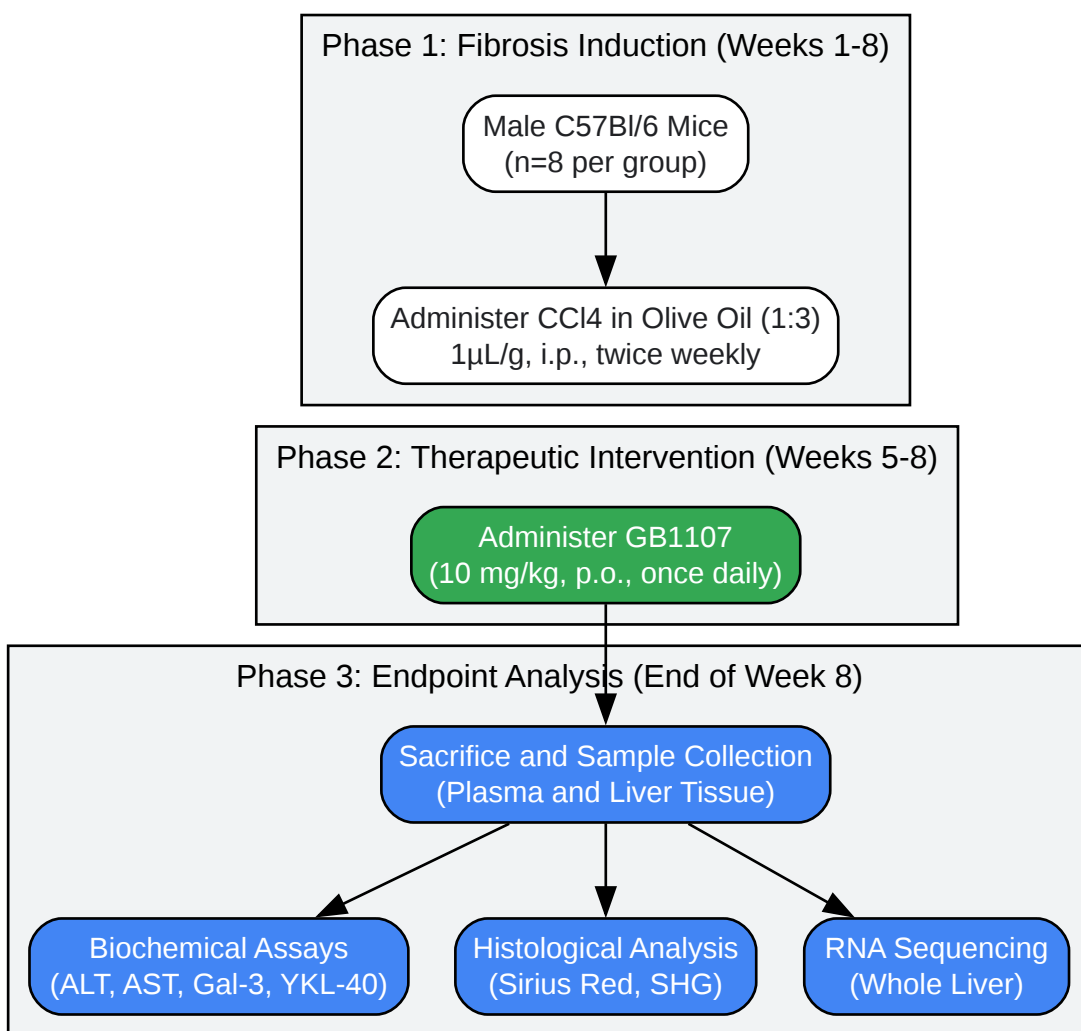 Phase 1: Fibrosis Induction (Weeks 1-8)
Male C57Bl/6 Mice
(n=8 per group)
Administer CCl4 in Olive Oil (1:3)
1µL/g, i.p., twice weekly
Phase 2: Therapeutic Intervention (Weeks 5-8)
Administer GB1107
(10 mg/kg, p.o., once daily)
Phase 3: Endpoint Analysis (End of Week 8)
Sacrifice and Sample Collection
(Plasma and Liver Tissue)
Biochemical Assays
(ALT, AST, Gal-3, YKL-40)
Histological Analysis
(Sirius Red, SHG)
RNA Sequencing
(Whole Liver)